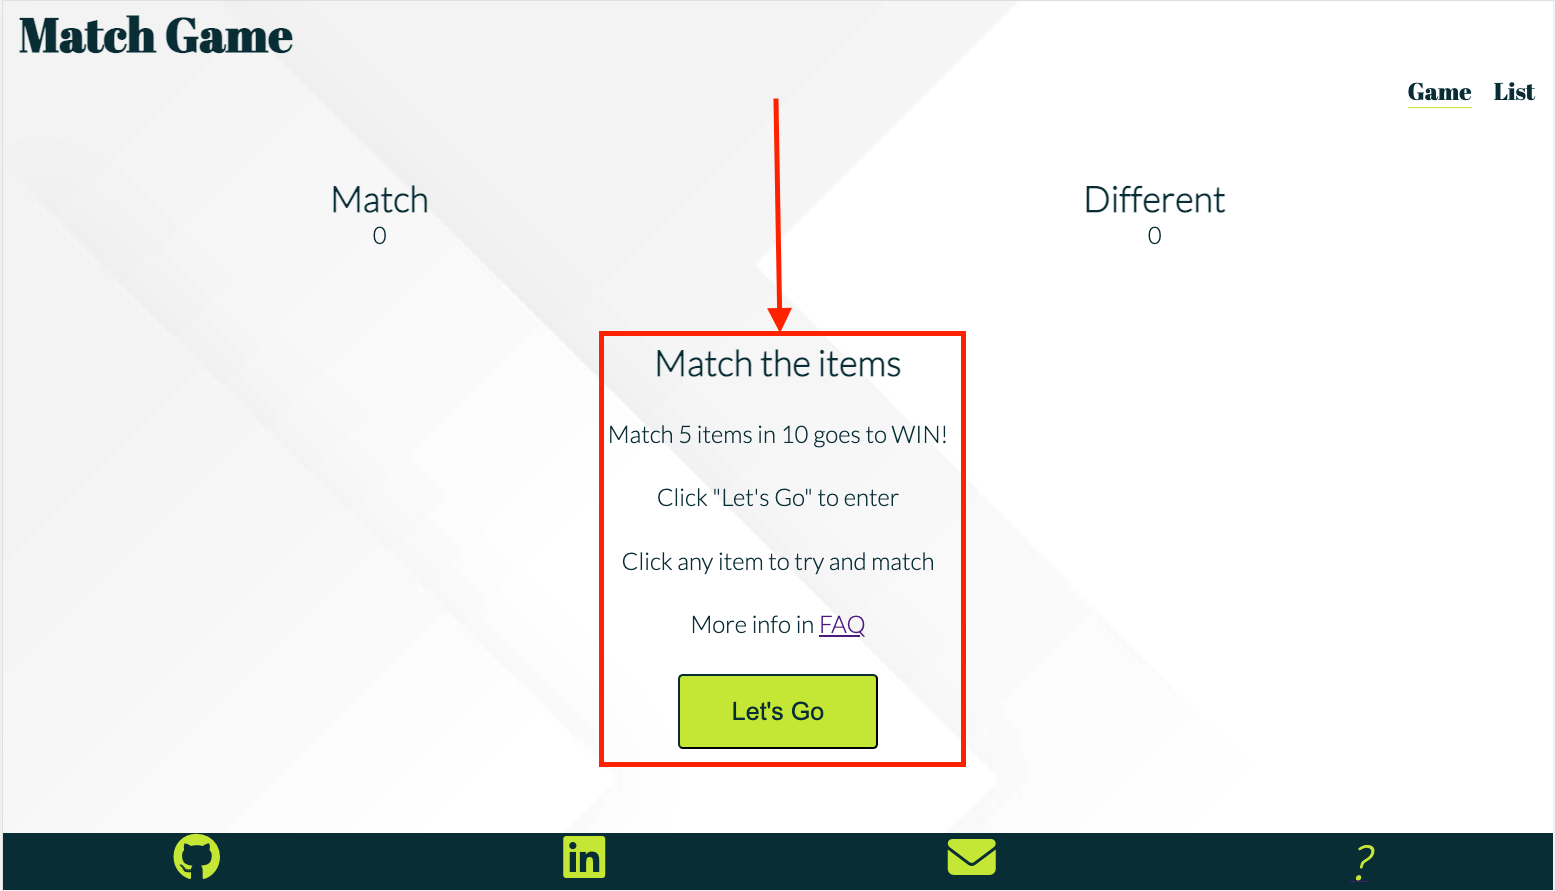 Match Game
Game List
Match Different
0 0
Match the items
Match 5 items in 10 goes to WIN!
Click "Let's Go" to enter
Click any item to try and match
More info in FAQ
Let's Go
in ?